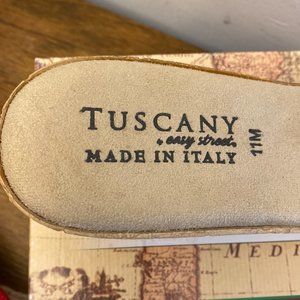 TUSCANY
by easy street
MADE IN ITALY
11M
MEDI